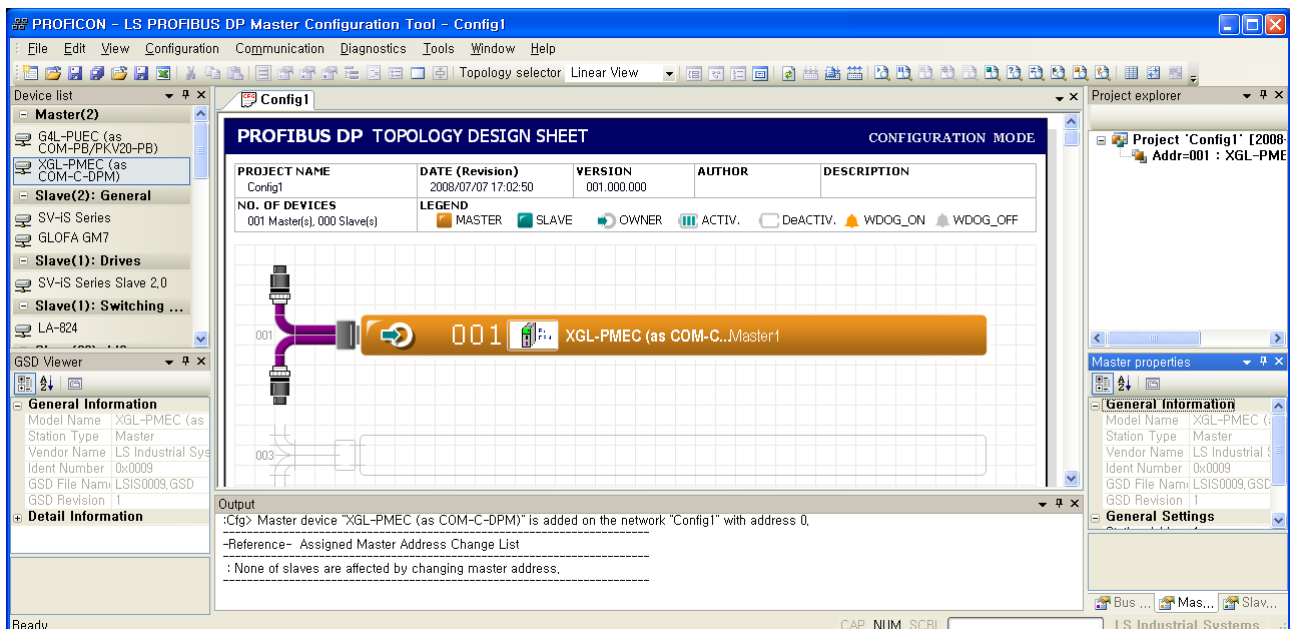 PROFICON - LS PROFIBUS DP Master Configuration Tool - Config1
File Edit View Configuration Communication Diagnostics Tools Window Help
Topology selector Linear View
Device list
Master(2)
G4L-PUEC (as
COM-PB/PKV20-PB)
XGL-PMEC (as
COM-C-DPM)
Slave(2): General
SV-iS Series
GLOFA GM7
Slave(1): Drives
SV-iS Series Slave 2,0
Slave(1): Switching ...
LA-824
GSD Viewer
General Information
Model Name XGL-PMEC (as
Station Type Master
Vendor Name LS Industrial Sys
Ident Number 0x0009
GSD File Nam LSIS0009,GSD
GSD Revision 1
Detail Information
Config1
PROFIBUS DP TOPOLOGY DESIGN SHEET
CONFIGURATION MODE
PROJECT NAME
Config1
DATE (Revision)
2008/07/07 17:02:50
VERSION
001.000.000
AUTHOR
DESCRIPTION
NO. OF DEVICES
001 Master(s), 000 Slave(s)
LEGEND
MASTER SLAVE OWNER ACTIV. DeACTIV. WDOG_ON WDOG_OFF
001
001 XGL-PMEC (as COM-C...Master1
003
Output
:Cfg> Master device "XGL-PMEC (as COM-C-DPM)" is added on the network "Config1" with address 0,
-Reference- Assigned Master Address Change List
: None of slaves are affected by changing master address,
Project explorer
Project 'Config1' [2008-
Addr=001 : XGL-PME
Master properties
General Information
Model Name XGL-PMEC (
Station Type Master
Vendor Name LS Industrial
Ident Number 0x0009
GSD File Nam LSIS0009,GSD
GSD Revision 1
General Settings
Bus ... Mas... Slav...
Ready
CAP NUM SCRL
LS Industrial Systems